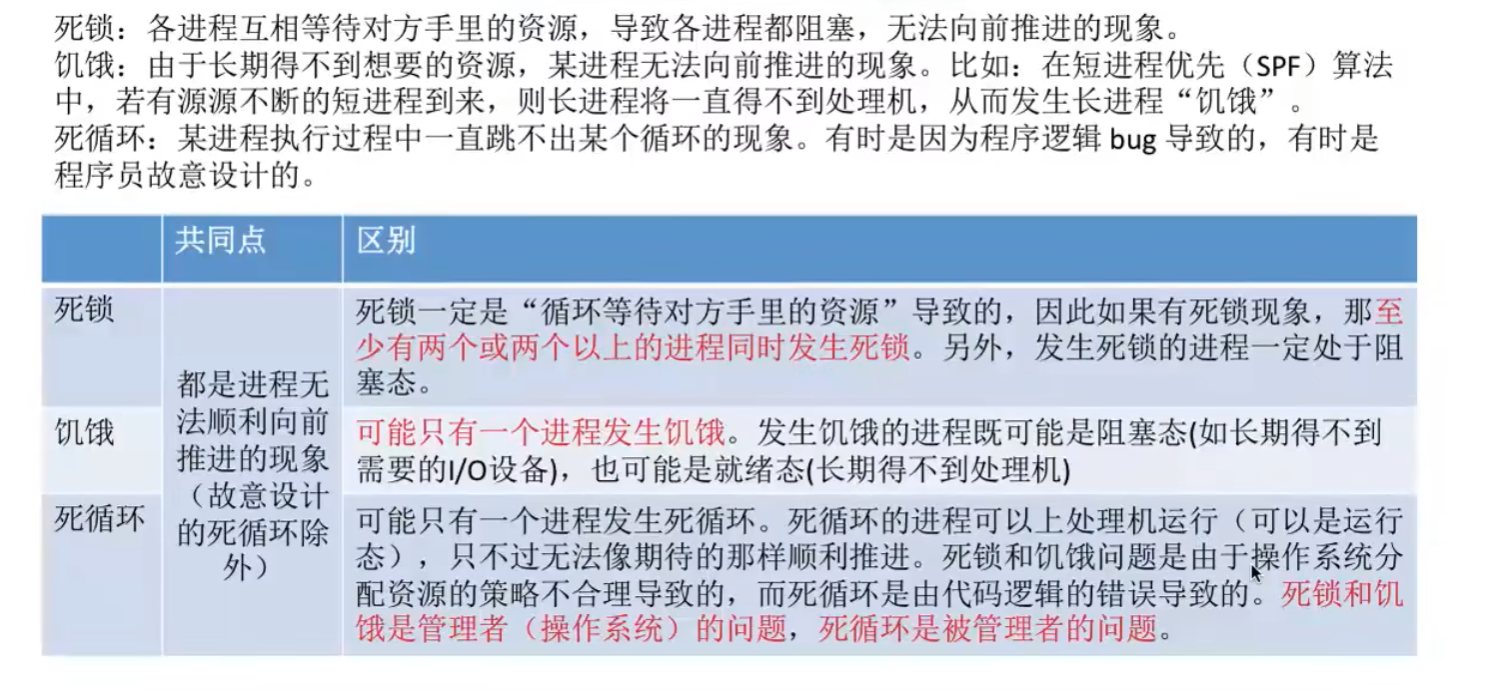 死锁：各进程互相等待对方手里的资源，导致各进程都阻塞，无法向前推进的现象。
饥饿：由于长期得不到想要的资源，某进程无法向前推进的现象。比如：在短进程优先（SPF）算法
中，若有源源不断的短进程到来，则长进程将一直得不到处理机，从而发生长进程“饥饿”。
死循环：某进程执行过程中一直跳不出某个循环的现象。有时是因为程序逻辑 bug 导致的，有时是
程序员故意设计的。
共同点
区别
死锁
都是进程无
法顺利向前
推进的现象
（故意设计
的死循环除
外）
死锁一定是“循环等待对方手里的资源”导致的，因此如果有死锁现象，那至
少有两个或两个以上的进程同时发生死锁。另外，发生死锁的进程一定处于阻
塞态。
饥饿
可能只有一个进程发生饥饿。发生饥饿的进程既可能是阻塞态(如长期得不到
需要的I/O设备)，也可能是就绪态(长期得不到处理机)
死循环
可能只有一个进程发生死循环。死循环的进程可以上处理机运行（可以是运行
态），只不过无法像期待的那样顺利推进。死锁和饥饿问题是由于操作系统分
配资源的策略不合理导致的，而死循环是由代码逻辑的错误导致的。死锁和饥
饿是管理者（操作系统）的问题，死循环是被管理者的问题。